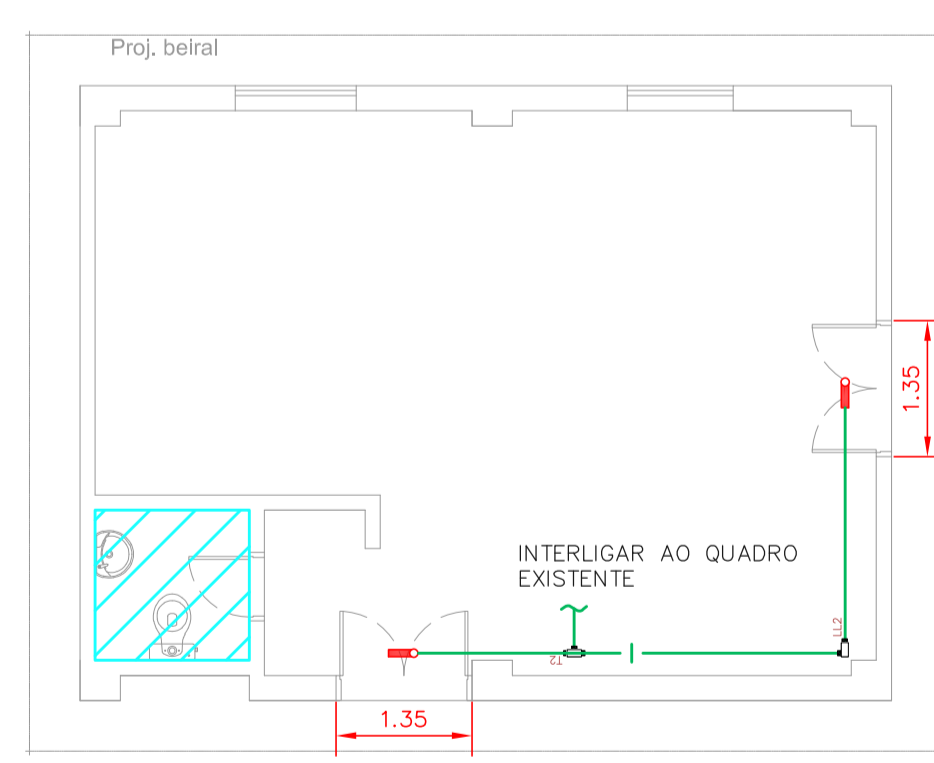 Proj. beiral
1.35
INTERLIGAR AO QUADRO
EXISTENTE
LL2
T2
1.35